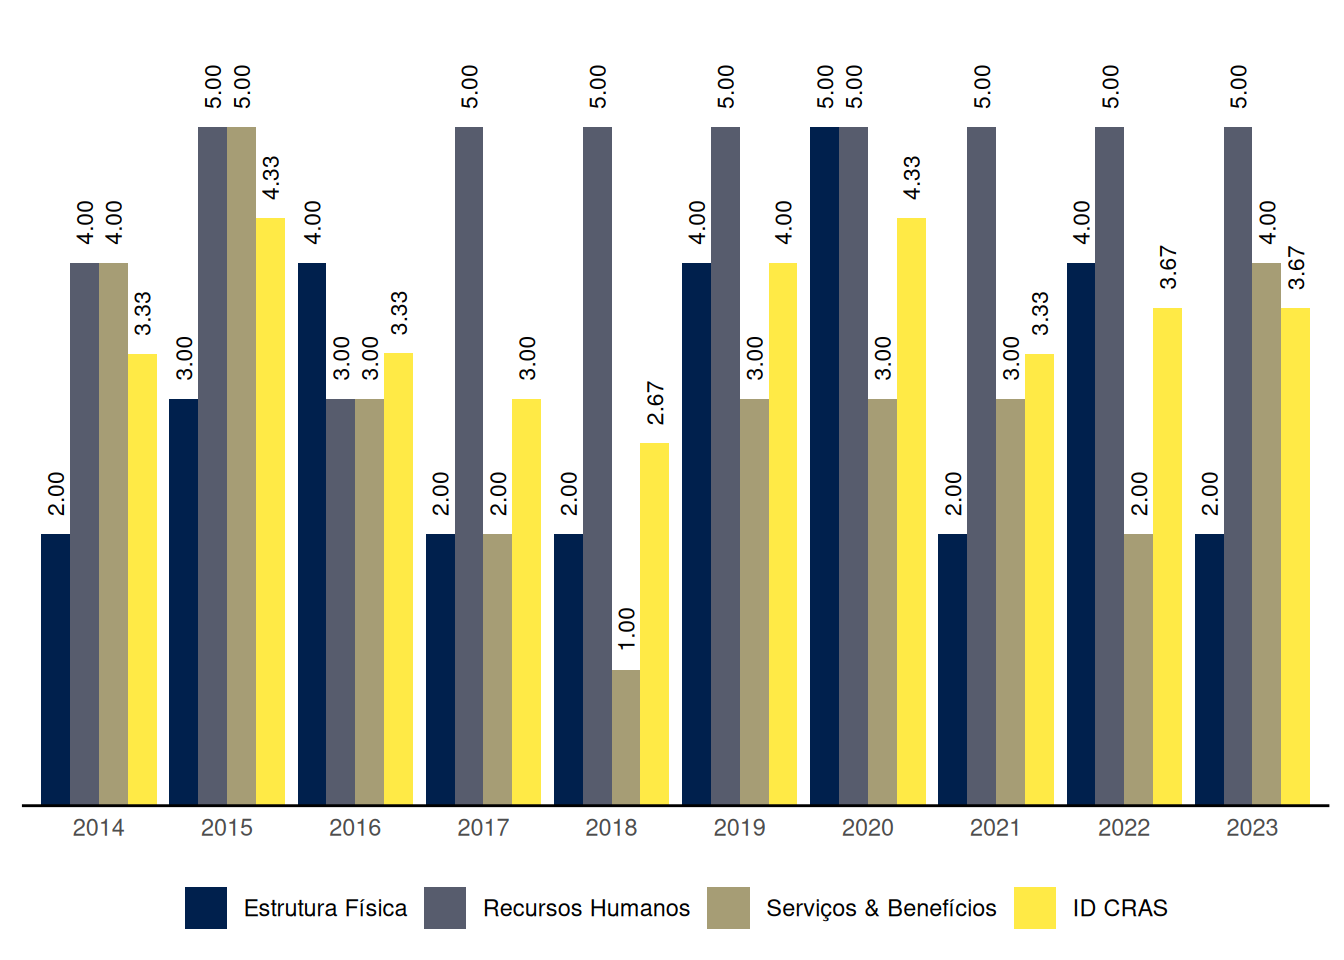 5.00 5.00 5.00 5.00 5.00 5.00 5.00 5.00 5.00 5.00
4.33 4.33
4.00 4.00 4.00 4.00 4.00 4.00 4.00
3.67 3.67
3.33 3.33 3.33
3.00 3.00 3.00 3.00 3.00 3.00 3.00
2.67
2.00 2.00 2.00 2.00 2.00 2.00 2.00
1.00
2014 2015 2016 2017 2018 2019 2020 2021 2022 2023
Estrutura Física Recursos Humanos Serviços & Benefícios ID CRAS